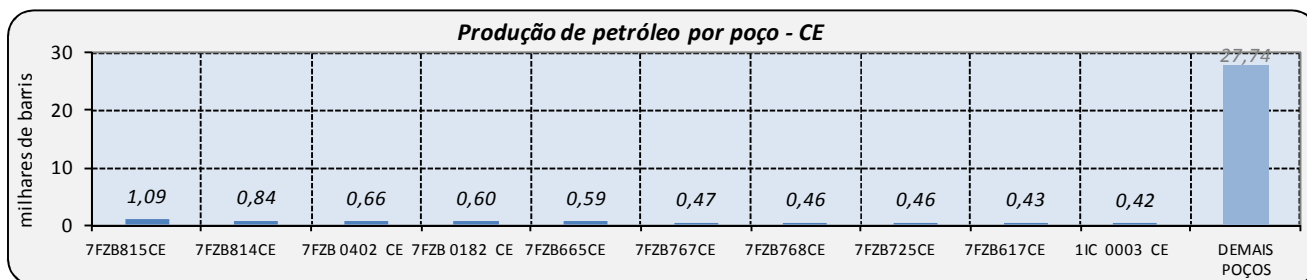 Produção de petróleo por poço - CE
milhares de barris
30
20
10
0
1,09
0,84
0,66
0,60
0,59
0,47
0,46
0,46
0,43
0,42
27,74
7FZB815CE
7FZB814CE
7FZB 0402 CE
7FZB 0182 CE
7FZB665CE
7FZB767CE
7FZB768CE
7FZB725CE
7FZB617CE
1IC 0003 CE
DEMAIS
POÇOS